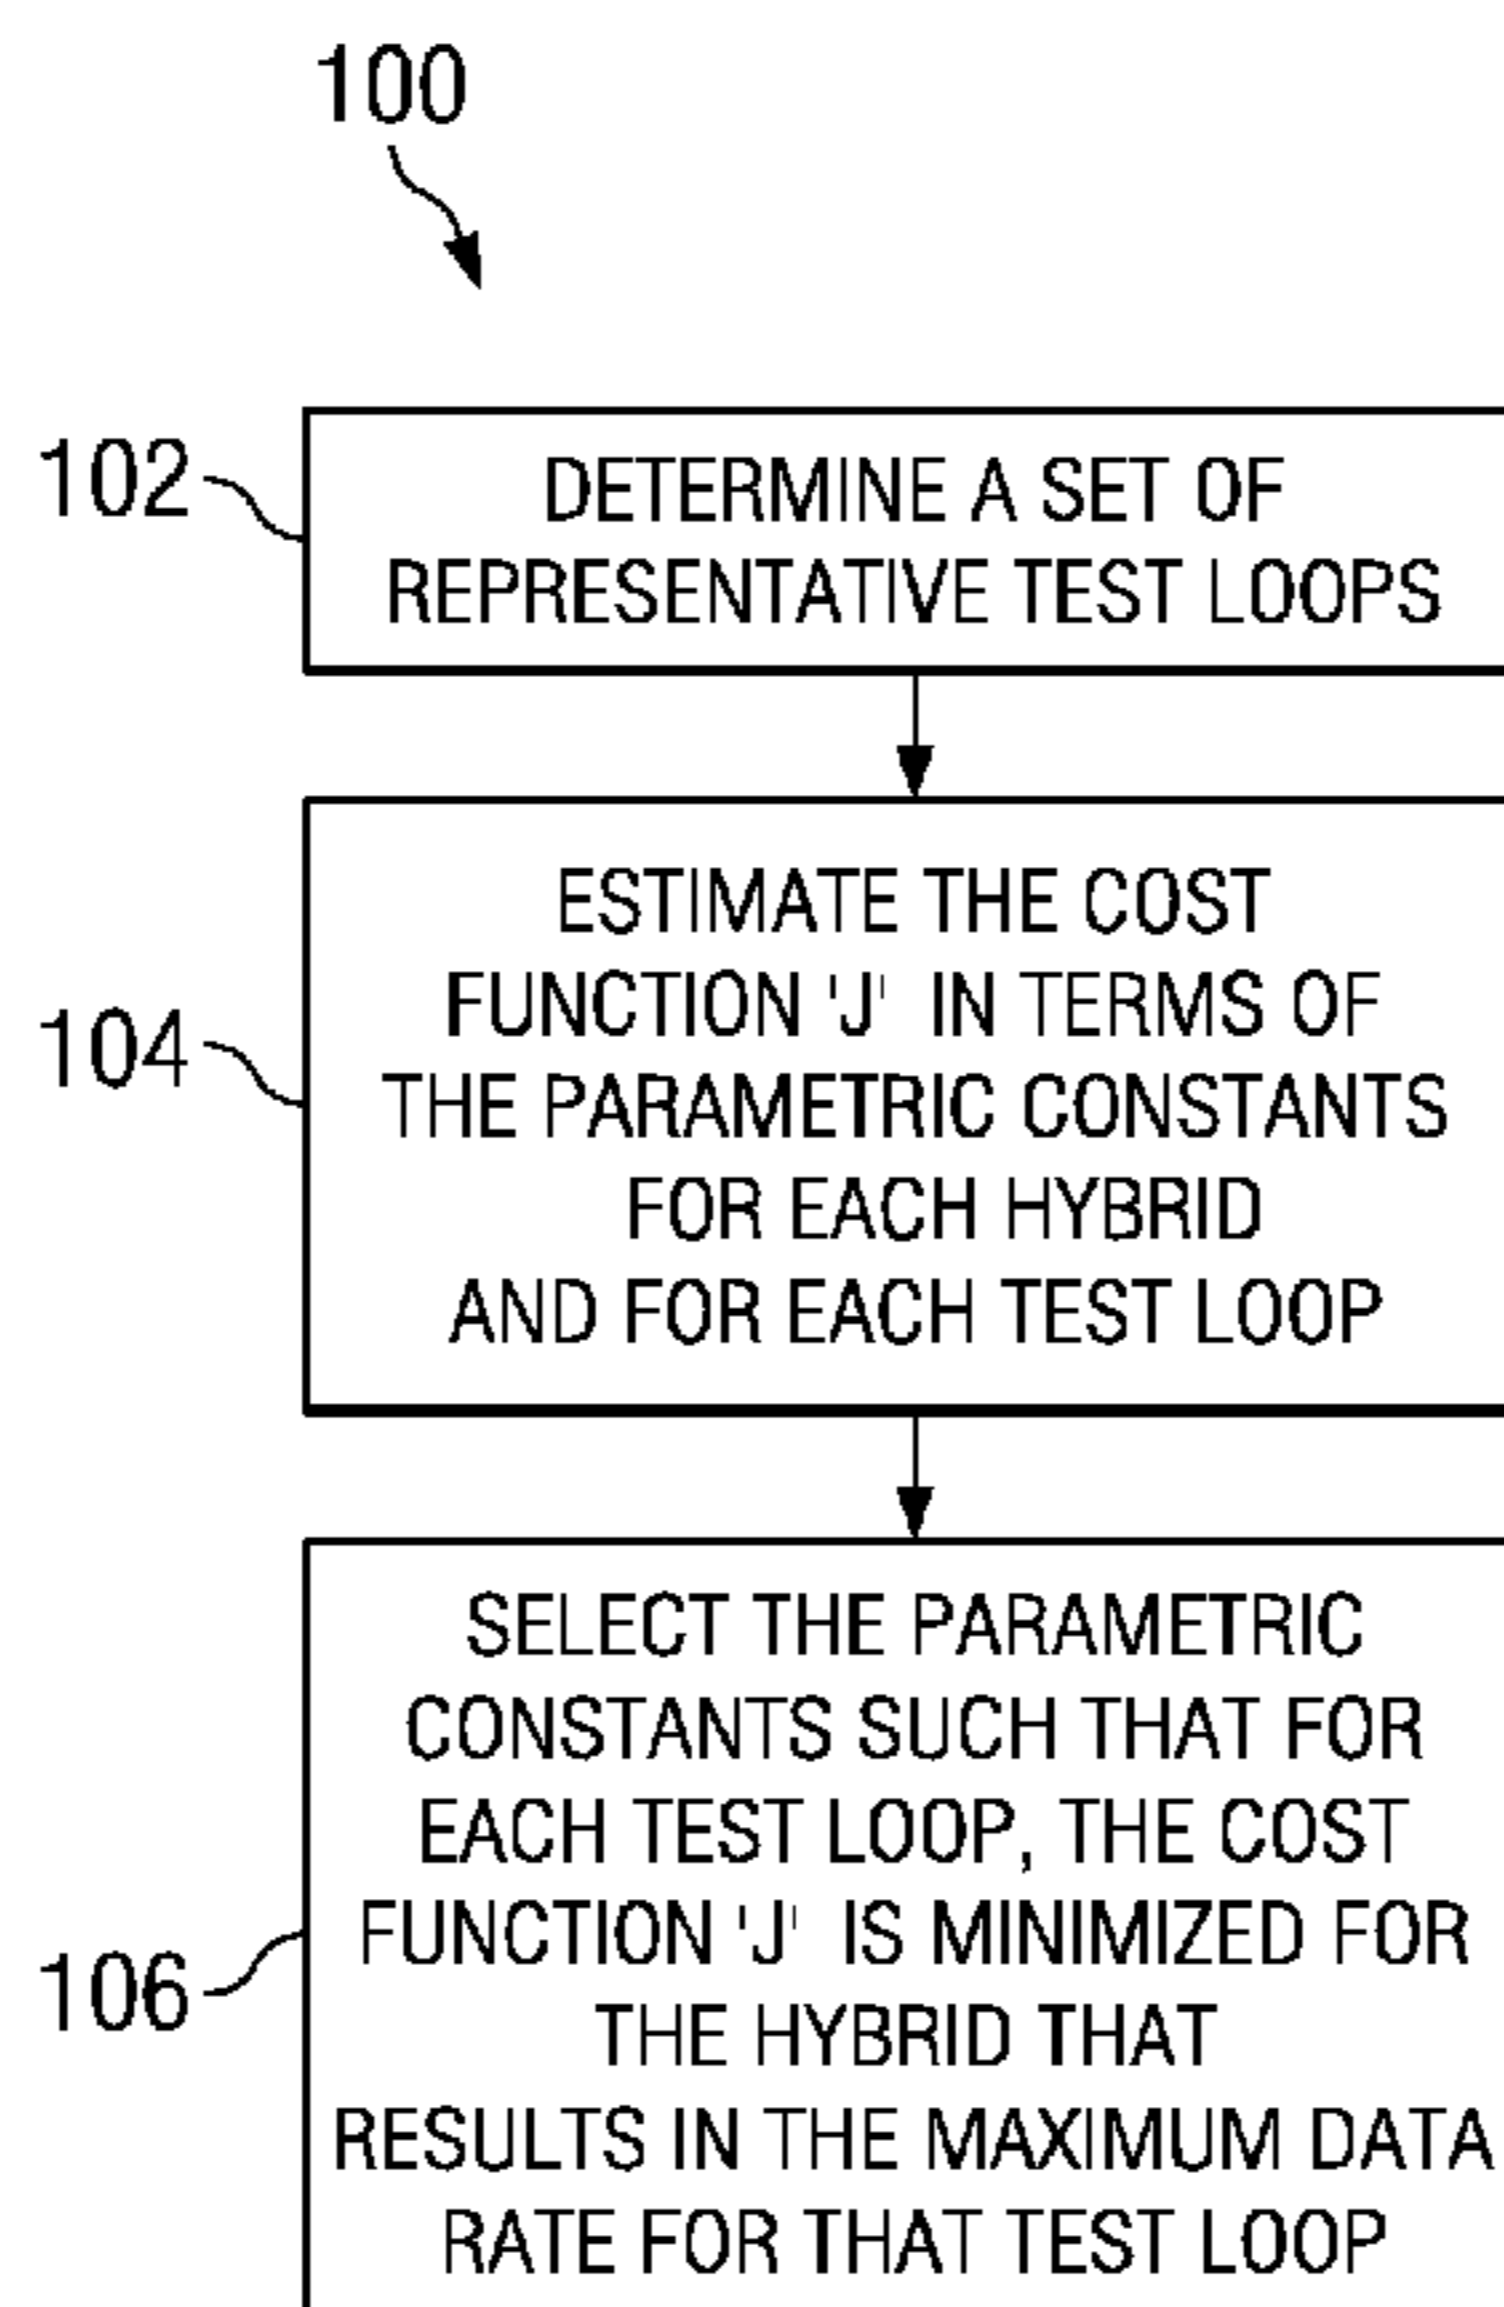 100
102
DETERMINE A SET OF
REPRESENTATIVE TEST LOOPS
104
ESTIMATE THE COST
FUNCTION 'J' IN TERMS OF
THE PARAMETRIC CONSTANTS
FOR EACH HYBRID
AND FOR EACH TEST LOOP
106
SELECT THE PARAMETRIC
CONSTANTS SUCH THAT FOR
EACH TEST LOOP, THE COST
FUNCTION 'J' IS MINIMIZED FOR
THE HYBRID THAT
RESULTS IN THE MAXIMUM DATA
RATE FOR THAT TEST LOOP